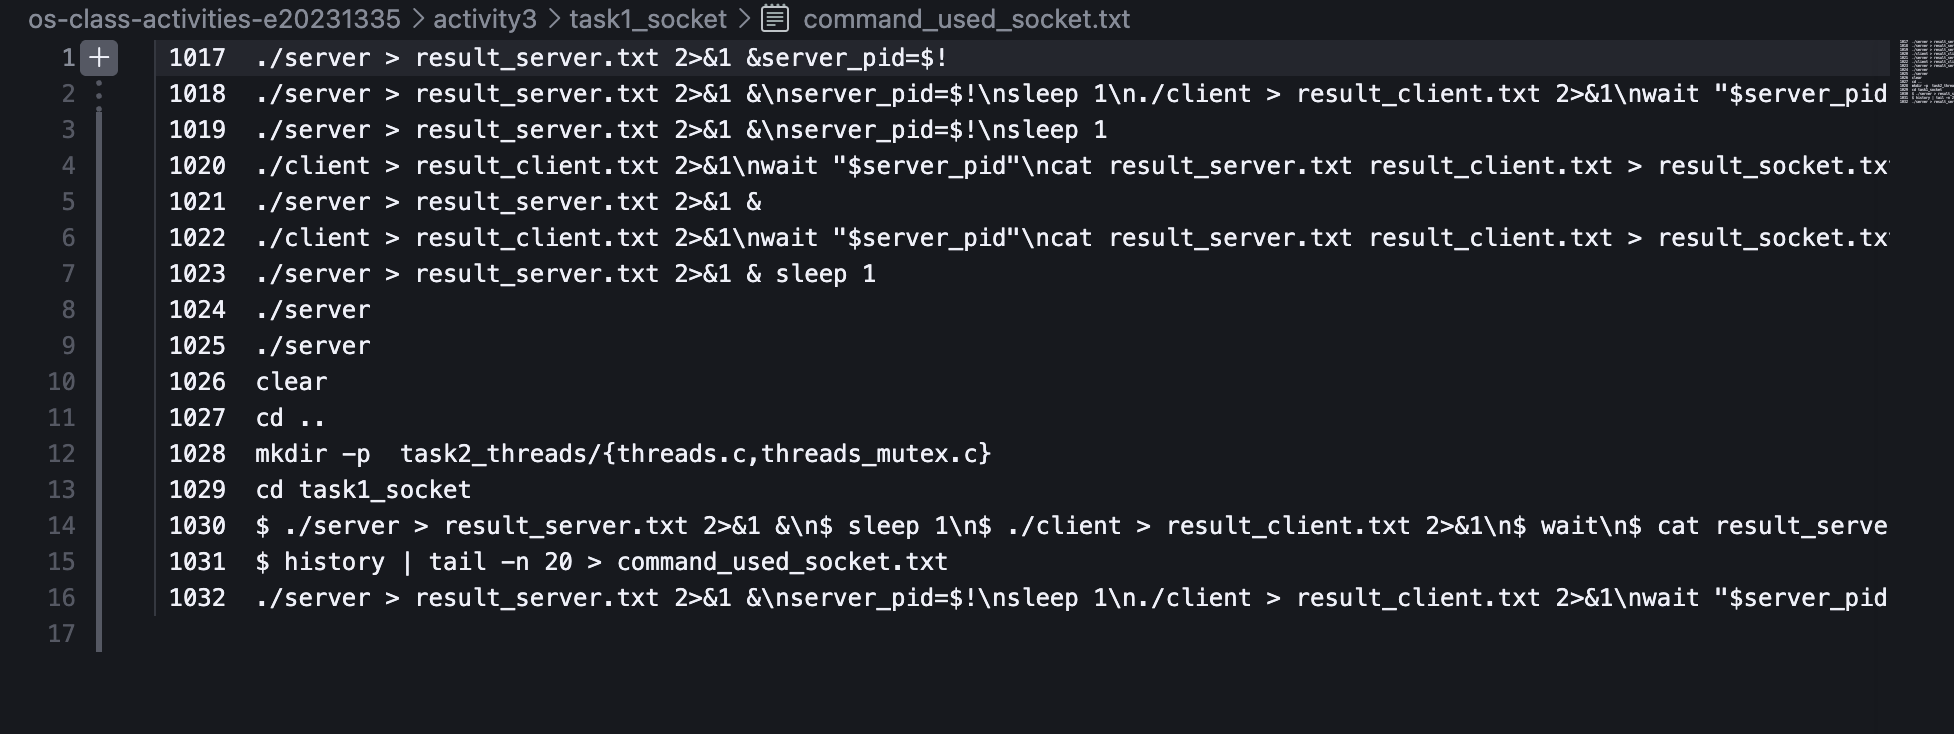 os-class-activities-e20231335 > activity3 > task1_socket > command_used_socket.txt
1 1017 ./server > result_server.txt 2>&1 &server_pid=$!
2 1018 ./server > result_server.txt 2>&1 &\nserver_pid=$!\nsleep 1\n./client > result_client.txt 2>&1\nwait "$server_pid
3 1019 ./server > result_server.txt 2>&1 &\nserver_pid=$!\nsleep 1
4 1020 ./client > result_client.txt 2>&1\nwait "$server_pid"\ncat result_server.txt result_client.txt > result_socket.tx
5 1021 ./server > result_server.txt 2>&1 &
6 1022 ./client > result_client.txt 2>&1\nwait "$server_pid"\ncat result_server.txt result_client.txt > result_socket.tx
7 1023 ./server > result_server.txt 2>&1 & sleep 1
8 1024 ./server
9 1025 ./server
10 1026 clear
11 1027 cd ..
12 1028 mkdir -p  task2_threads/{threads.c,threads_mutex.c}
13 1029 cd task1_socket
14 1030 $ ./server > result_server.txt 2>&1 &\n$ sleep 1\n$ ./client > result_client.txt 2>&1\n$ wait\n$ cat result_serve
15 1031 $ history | tail -n 20 > command_used_socket.txt
16 1032 ./server > result_server.txt 2>&1 &\nserver_pid=$!\nsleep 1\n./client > result_client.txt 2>&1\nwait "$server_pid
17